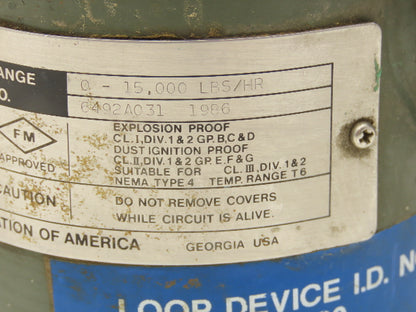 ANGE 0 - 15,000 LBS/HR
O. 6492A031 1986
EXPLOSION PROOF
FM CL.I,DIV.1&2 GP.B,C&D
DUST IGNITION PROOF
CL.II,DIV.1&2 GP.E,F&G
APPROVED SUITABLE FOR CL.III,DIV.1&2
NEMA TYPE 4 TEMP. RANGE T6
CAUTION DO NOT REMOVE COVERS
WHILE CIRCUIT IS ALIVE.
ATION OF AMERICA GEORGIA USA
LOOP DEVICE I.D. NO